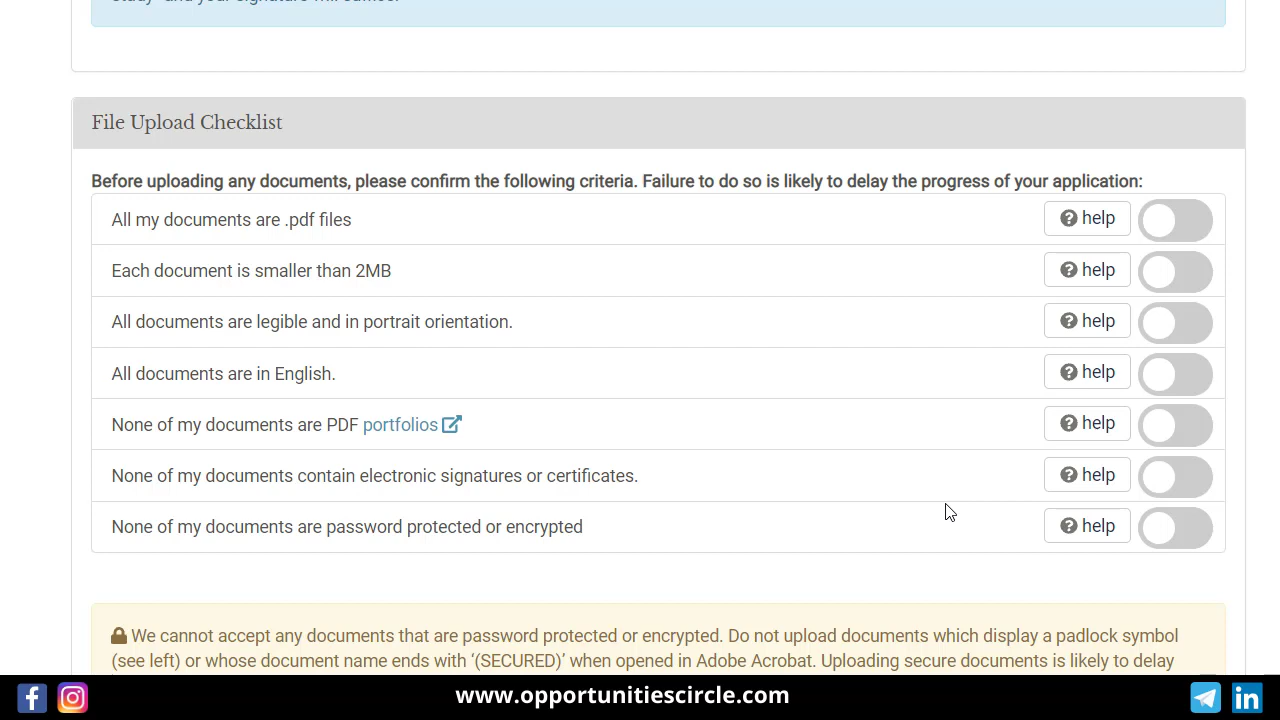 File Upload Checklist
Before uploading any documents, please confirm the following criteria. Failure to do so is likely to delay the progress of your application:
All my documents are .pdf files
help
Each document is smaller than 2MB
help
All documents are legible and in portrait orientation.
help
All documents are in English.
help
None of my documents are PDF portfolios
help
None of my documents contain electronic signatures or certificates.
help
None of my documents are password protected or encrypted
help
We cannot accept any documents that are password protected or encrypted. Do not upload documents which display a padlock symbol
(see left) or whose document name ends with ‘(SECURED)’ when opened in Adobe Acrobat. Uploading secure documents is likely to delay
www.opportunitiescircle.com